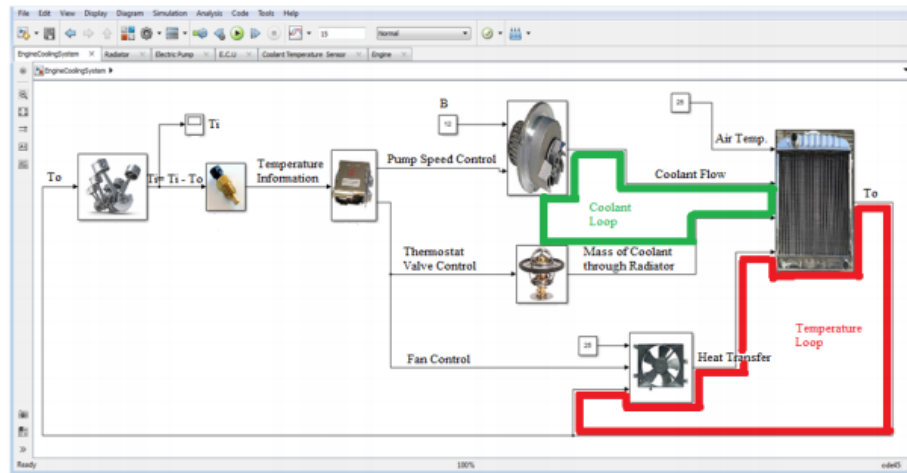 File Edit View Display Diagram Simulation Analysis Code Tools Help
15
Normal
EngineCoolingSystem
Radiator
Electric Pump
E.C.U
Coolant Temperature Sensor
Engine
EngineCoolingSystem
B
12
25
Air Temp.
Ti
To
Ti= Ti - To
Temperature
Information
Pump Speed Control
Coolant Flow
To
Coolant
Loop
Thermostat
Valve Control
Mass of Coolant
through Radiator
Temperature
Loop
25
Fan Control
Heat Transfer
Ready
100%
ode45